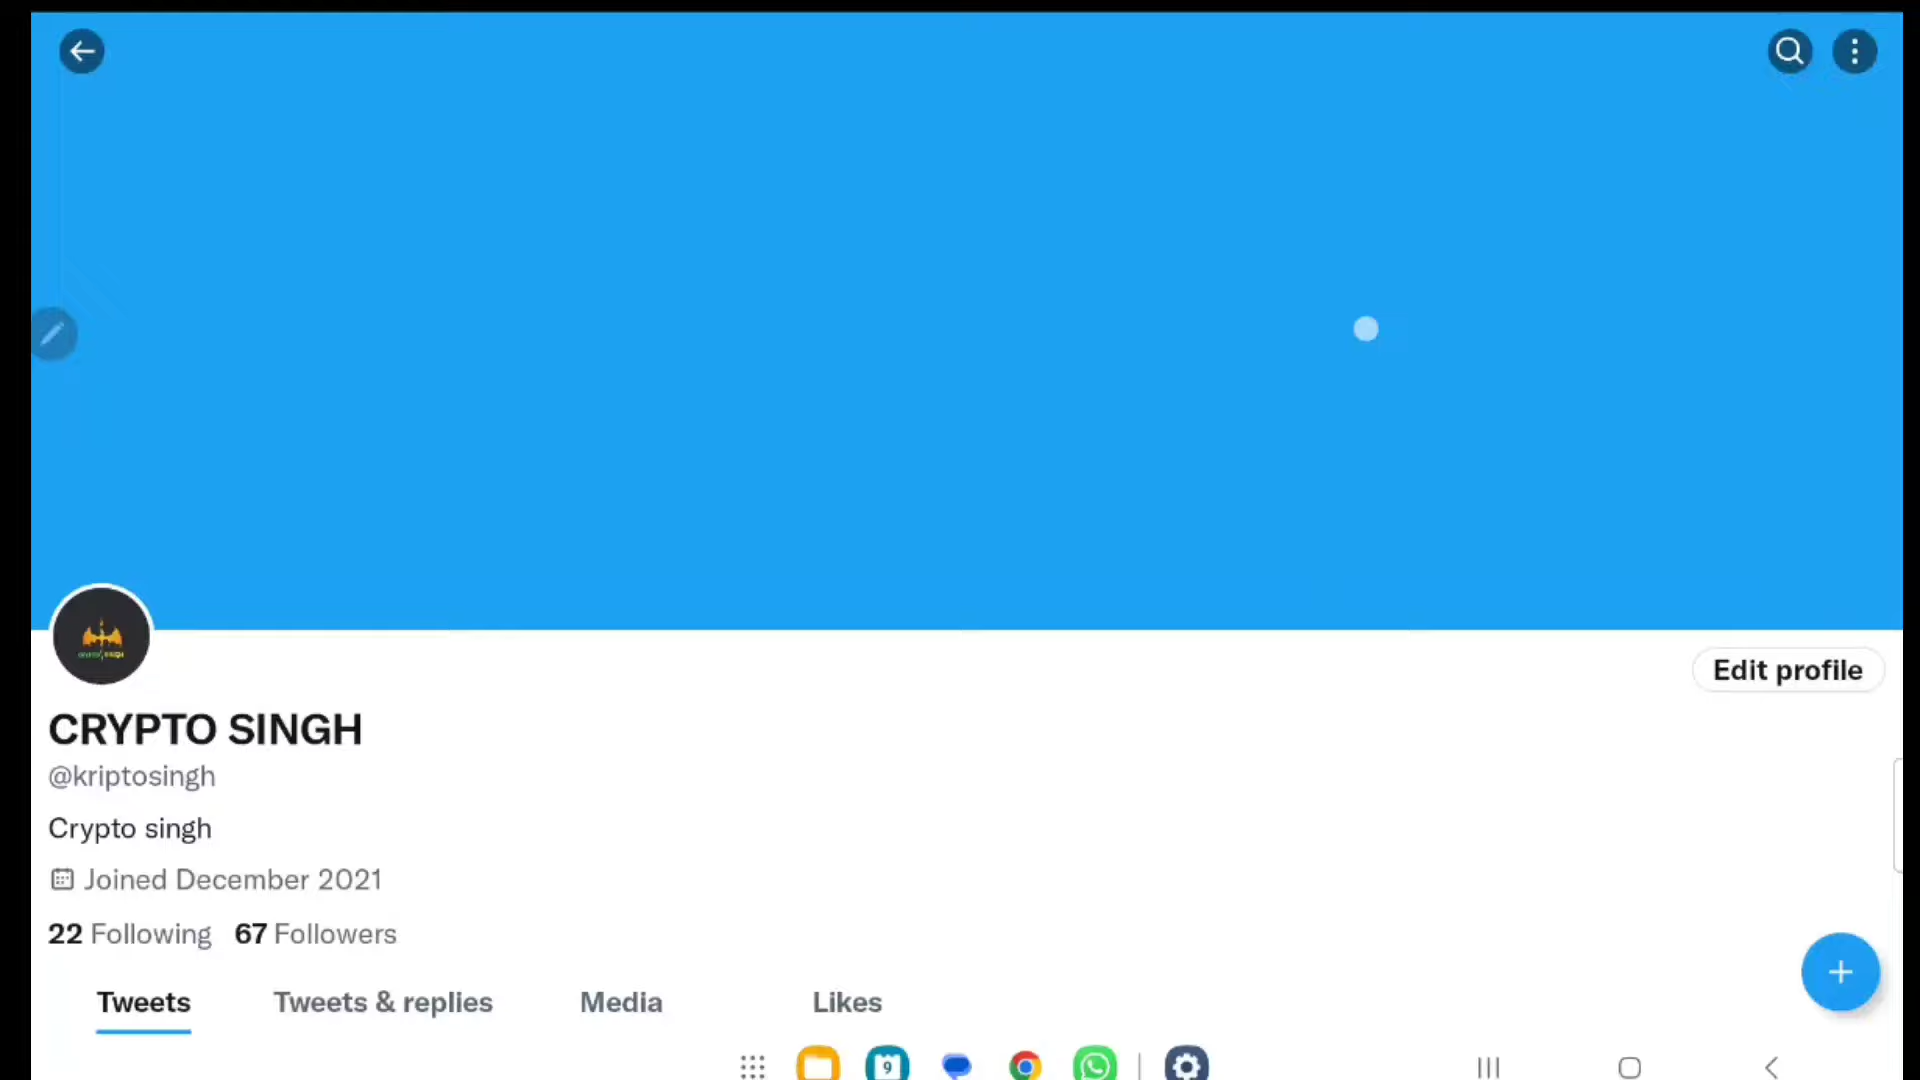 Edit profile
CRYPTO SINGH
@kriptosingh
Crypto singh
Joined December 2021
22 Following 67 Followers
Tweets Tweets & replies Media Likes
9